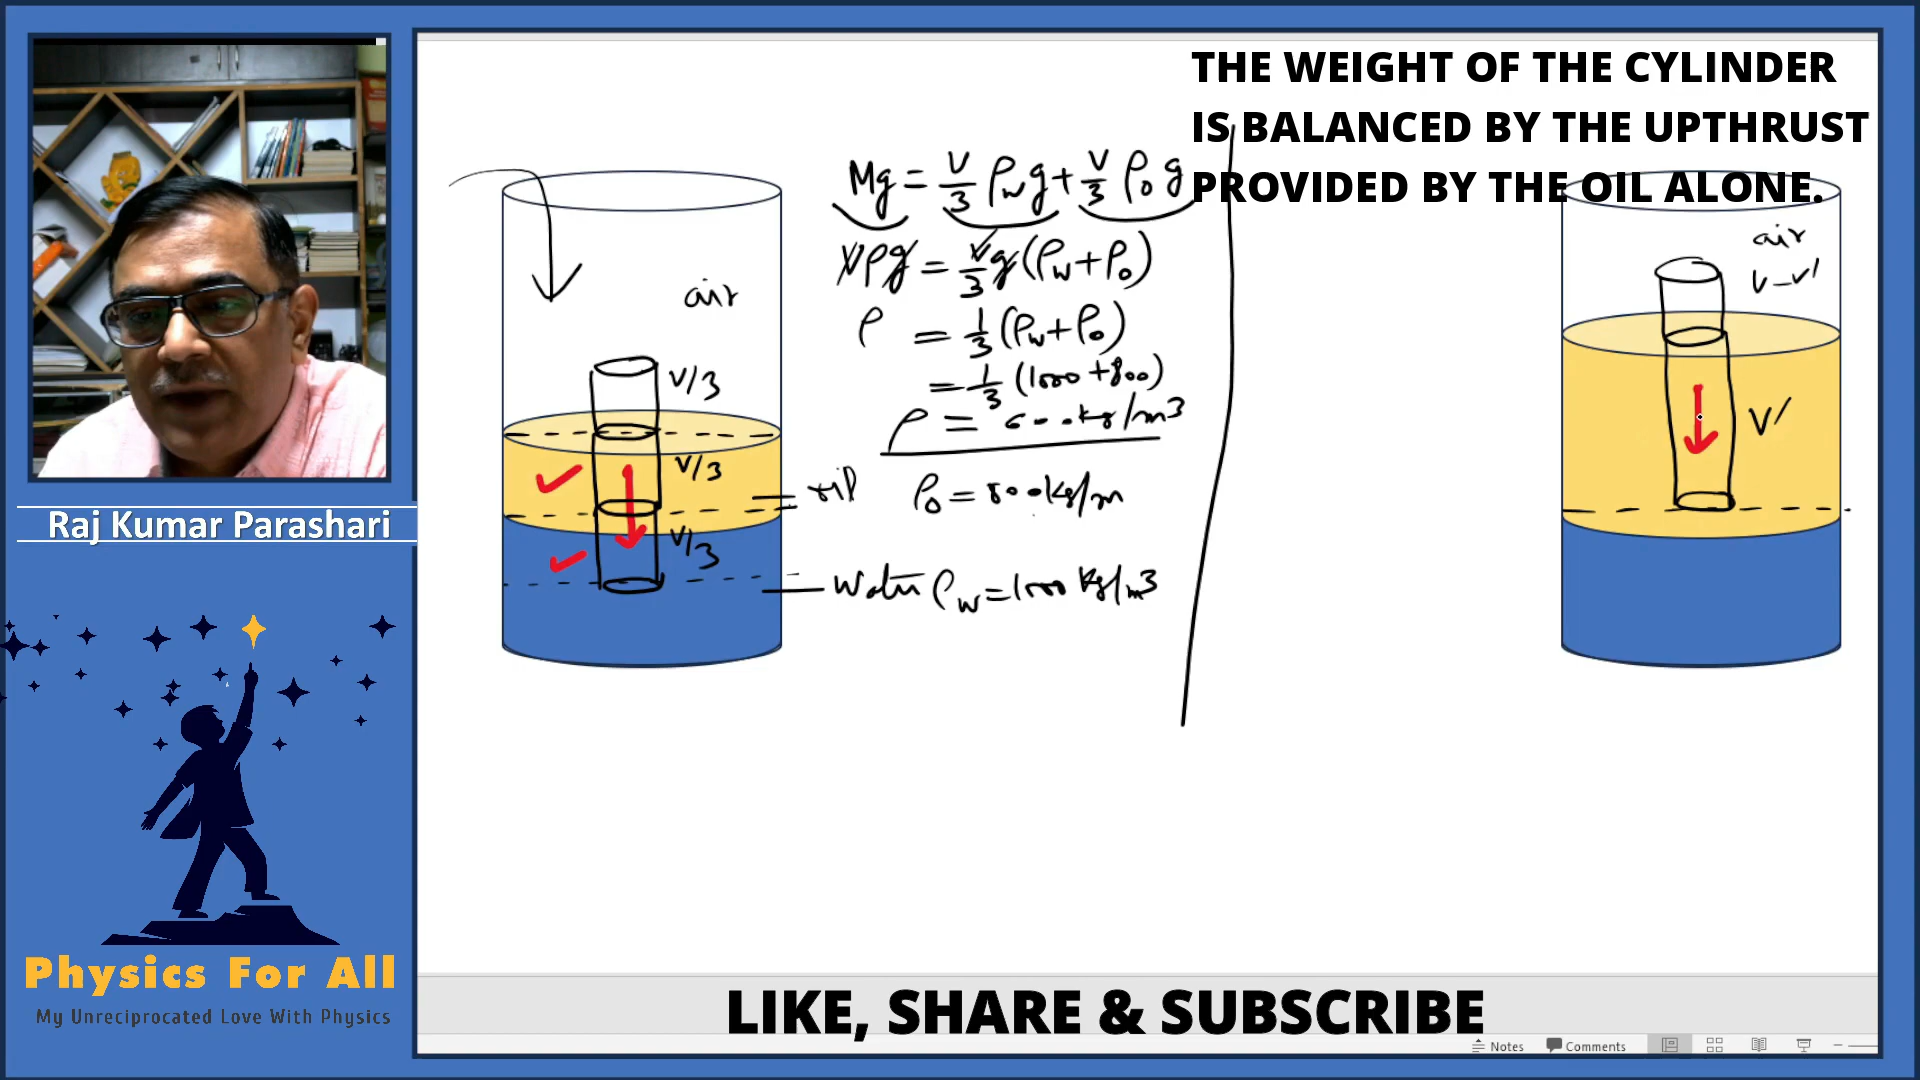 THE WEIGHT OF THE CYLINDER
IS BALANCED BY THE UPTHRUST
PROVIDED BY THE OIL ALONE.
Mg = V/3 ρw g + V/3 ρo g
Vρg = V/3 g (ρw + ρo)
ρ = 1/3 (ρw + ρo)
= 1/3 (1000 + 800)
ρ = 600 kg/m3
ρo = 800 kg/m
Water ρw = 1000 kg/m3
air
V/3
V/3
V/3
oil
air
V-V'
V'
Raj Kumar Parashari
Physics For All
My Unreciprocated Love With Physics
LIKE, SHARE & SUBSCRIBE
Notes
Comments